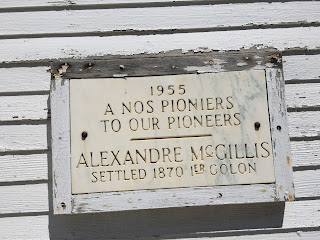 1955
A NOS PIONIERS
TO OUR PIONEERS
ALEXANDRE McGILLIS
SETTLED 1870 1ER COLON